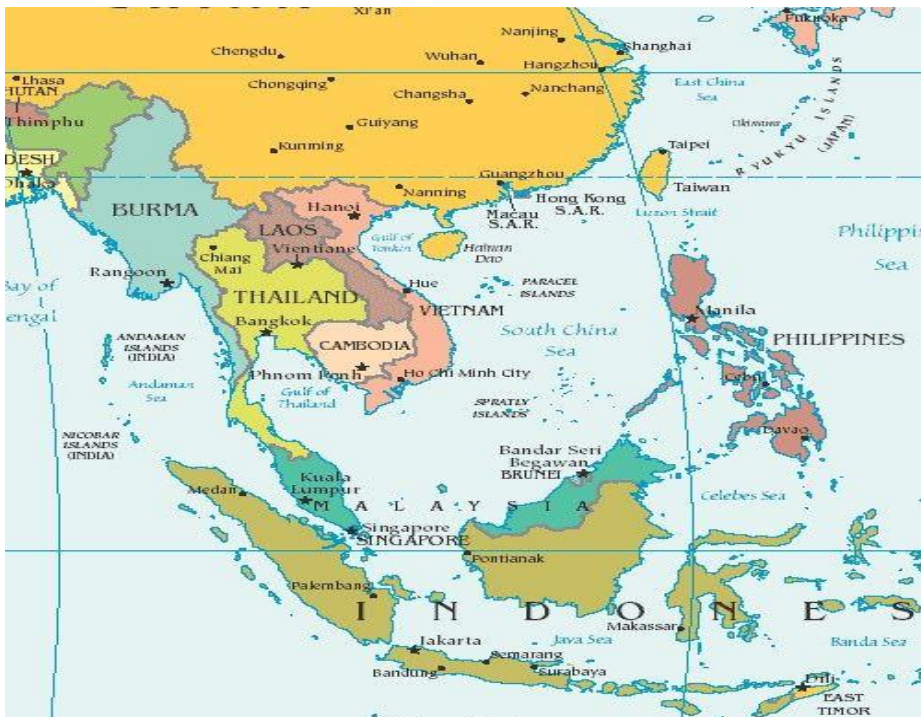 Xi'an
Nanjing
Fukuoka
Chengdu
Wuhan
Shanghai
Hangzhou
Lhasa
Chongqing
East China
Sea
HUTAN
Changsha
Nanchang
Thimphu
Guiyang
Okinawa
RYUKYU ISLANDS
(JAPAN)
Kunming
Taipei
DESH
Dhaka
Guangzhou
Nanning
Taiwan
Hong Kong
S.A.R.
Macau
S.A.R.
Luzon Strait
BURMA
Hanoi
LAOS
Gulf of
Tonkin
Hainan
Dao
Philippin
Sea
Vientiane
Chiang
Mai
Rangoon
Bay of
engal
Hue
PARACEL
ISLANDS
THAILAND
VIETNAM
Manila
Bangkok
South China
Sea
PHILIPPINES
ANDAMAN
ISLANDS
(INDIA)
CAMBODIA
Phnom Penh
Ho Chi Minh City
Cebu
Andaman
Sea
Gulf of
Thailand
SPRATLY
ISLANDS
NICOBAR
ISLANDS
(INDIA)
Davao
Bandar Seri
Begawan
BRUNEI
Kuala
Lumpur
Medan
MALAYSIA
Celebes Sea
Singapore
SINGAPORE
Pontianak
Palembang
INDONES
Makassar
Jakarta
Java Sea
Banda Sea
Semarang
Bandung
Surabaya
Dili
EAST
TIMOR